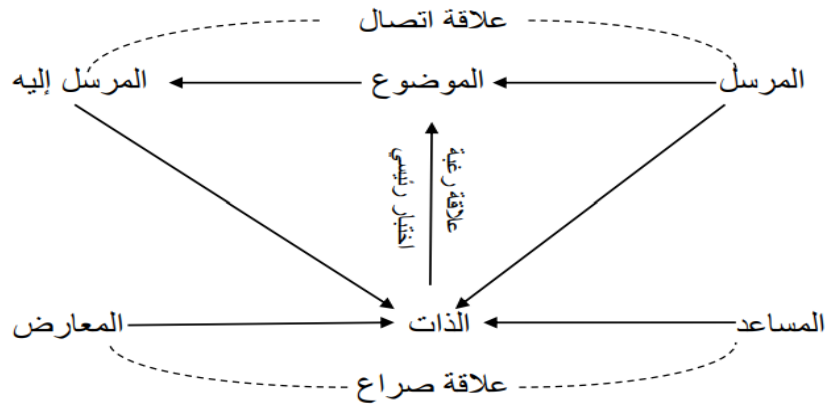 علاقة اتصال
المرسل الموضوع المرسل إليه
علاقة رغبة
اختبار رئيسي
المساعد الذات المعارض
علاقة صراع